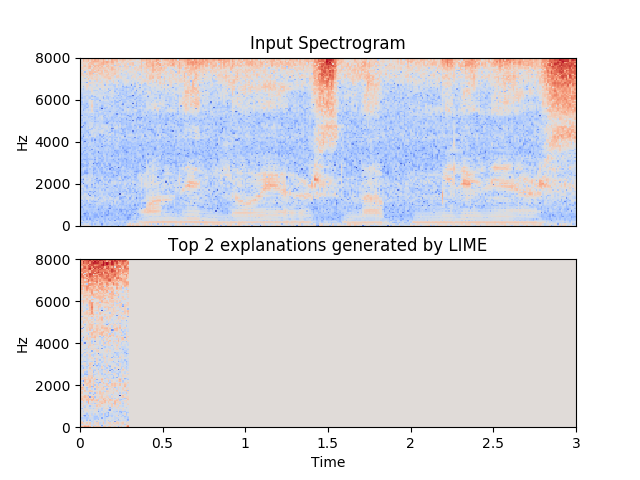 Input Spectrogram
8000
6000
Hz
4000
2000
0
Top 2 explanations generated by LIME
8000
6000
Hz
4000
2000
0
0 0.5 1 1.5 2 2.5 3
Time